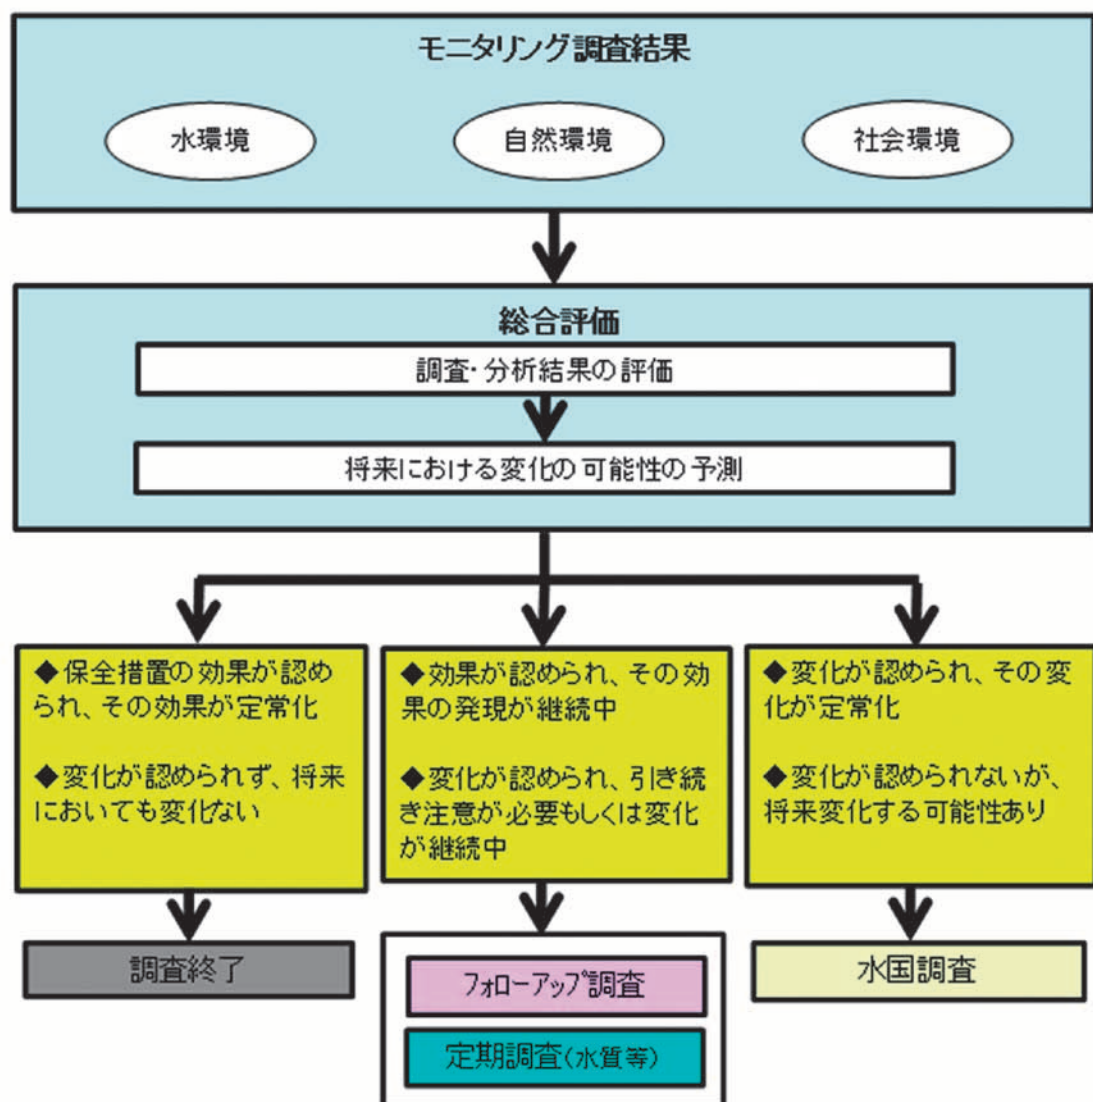 モニタリング調査結果
水環境
自然環境
社会環境
総合評価
調査・分析結果の評価
将来における変化の可能性の予測
◆保全措置の効果が認め
られ、その効果が定常化
◆変化が認められず、将来
においても変化ない
◆効果が認められ、その効
果の発現が継続中
◆変化が認められ、引き続
き注意が必要もしくは変化
が継続中
◆変化が認められ、その変
化が定常化
◆変化が認められないが、
将来変化する可能性あり
調査終了
フォローアップ調査
定期調査(水質等)
水国調査